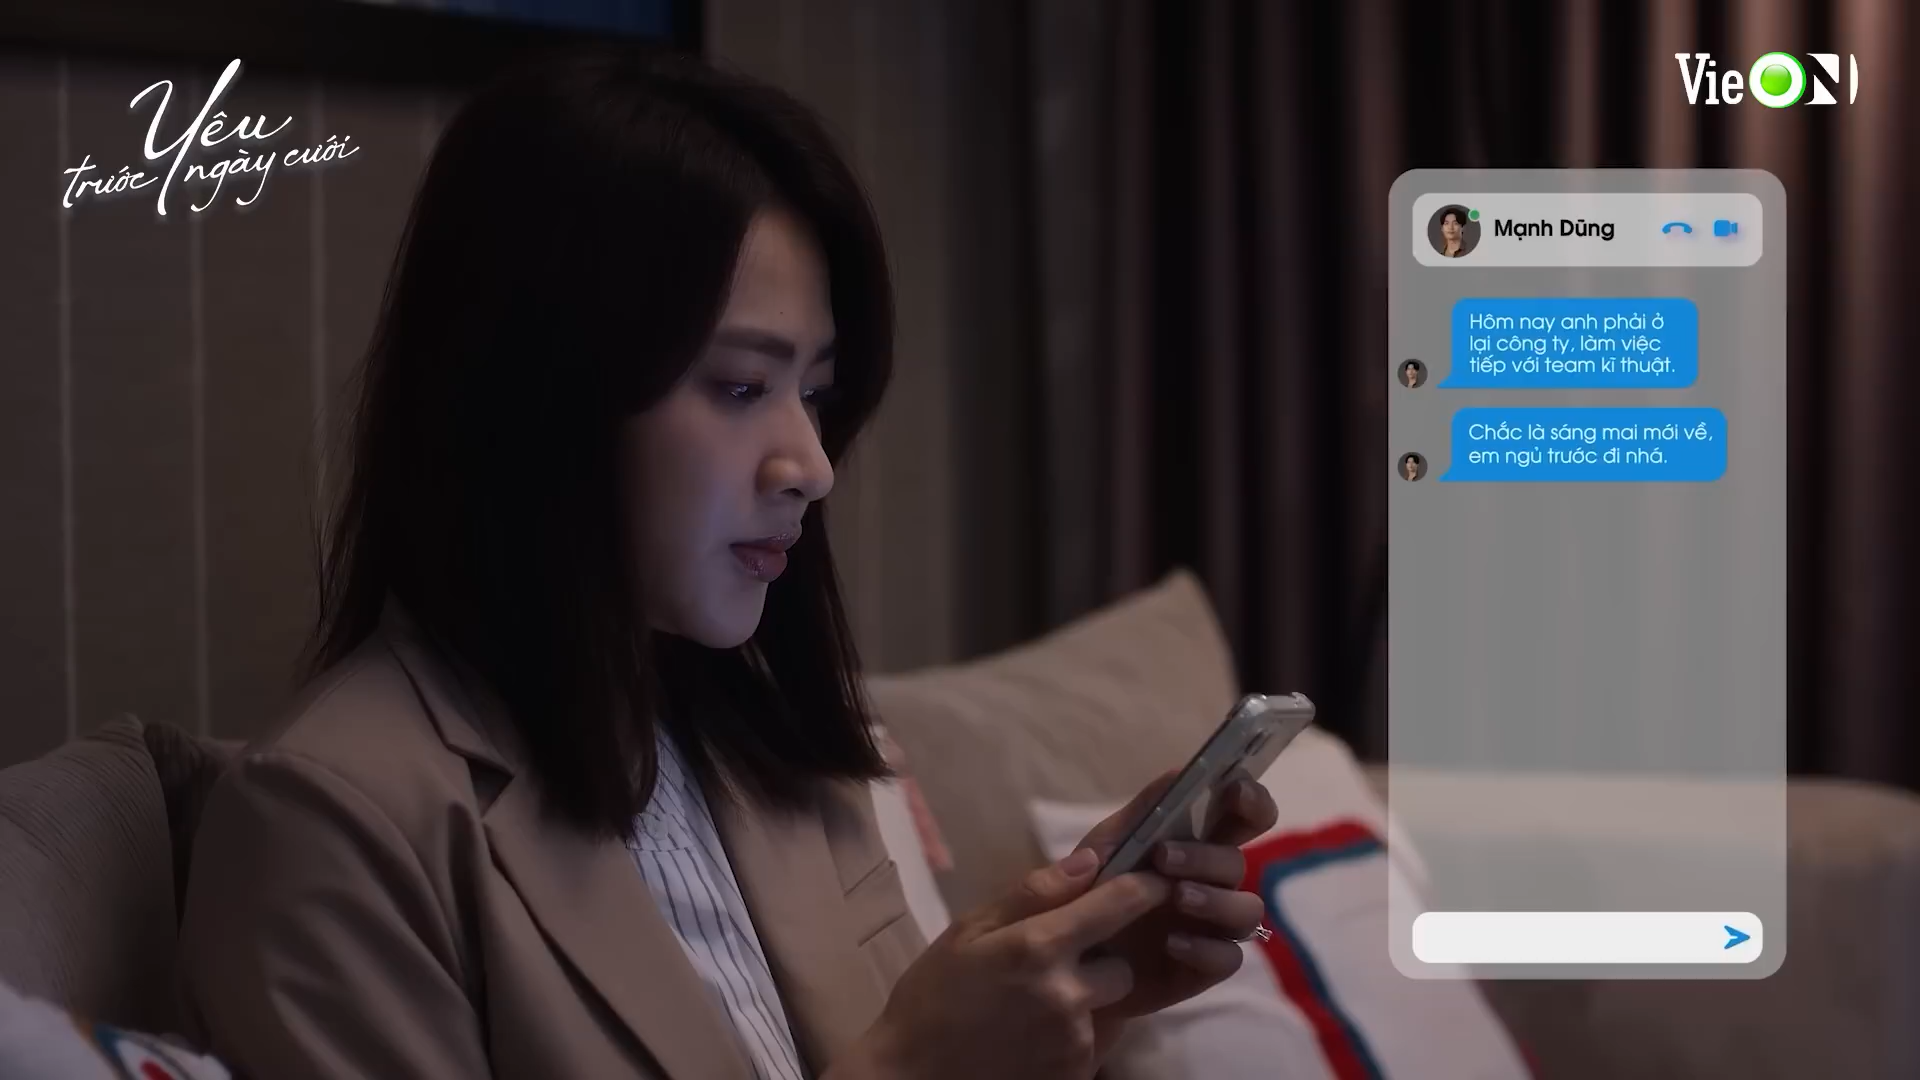 Yêu
trước ngày cưới
VieON
Mạnh Dũng
Hôm nay anh phải ở
lại công ty, làm việc
tiếp với team kĩ thuật.
Chắc là sáng mai mới về,
em ngủ trước đi nhá.